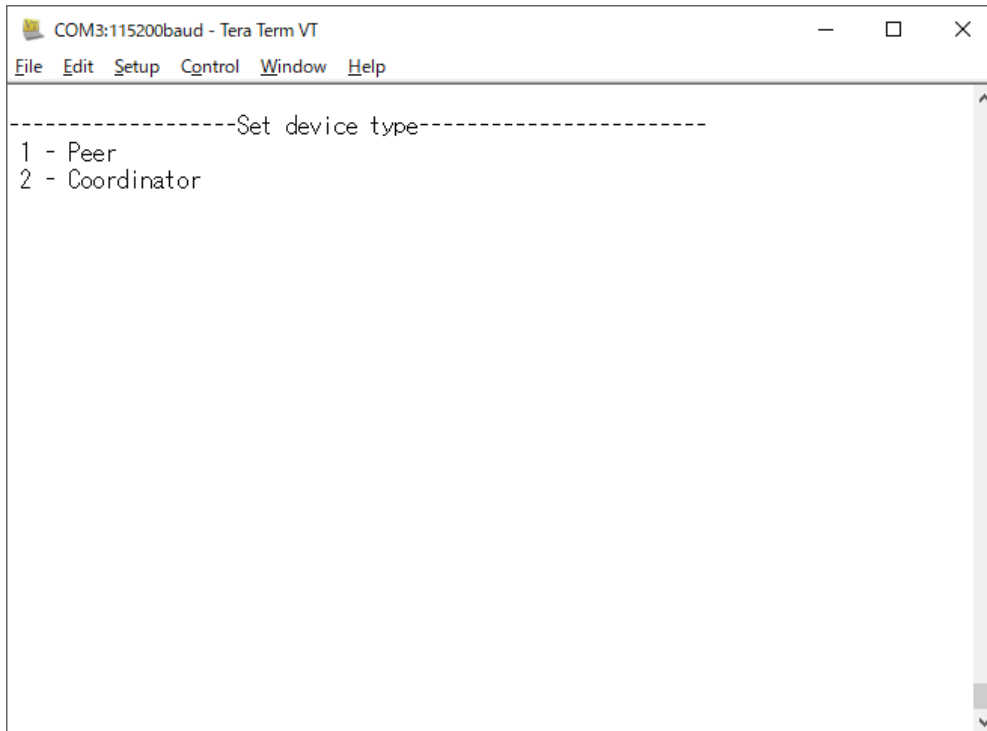 COM3:115200baud - Tera Term VT
File Edit Setup Control Window Help
-------------------Set device type------------------------
1 - Peer
2 - Coordinator